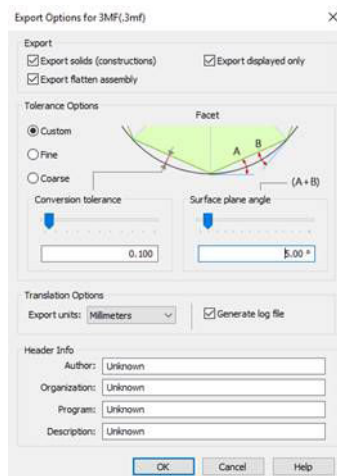 Export Options for 3MF(.3mf)
Export
Export solids (constructions) Export displayed only
Export flatten assembly
Tolerance Options
Facet
Custom
A B
Fine
Coarse
(A+B)
Conversion tolerance Surface plane angle
0.100 5.00 °
Translation Options
Export units: Millimeters Generate log file
Header Info
Author: Unknown
Organization: Unknown
Program: Unknown
Description: Unknown
OK Cancel Help